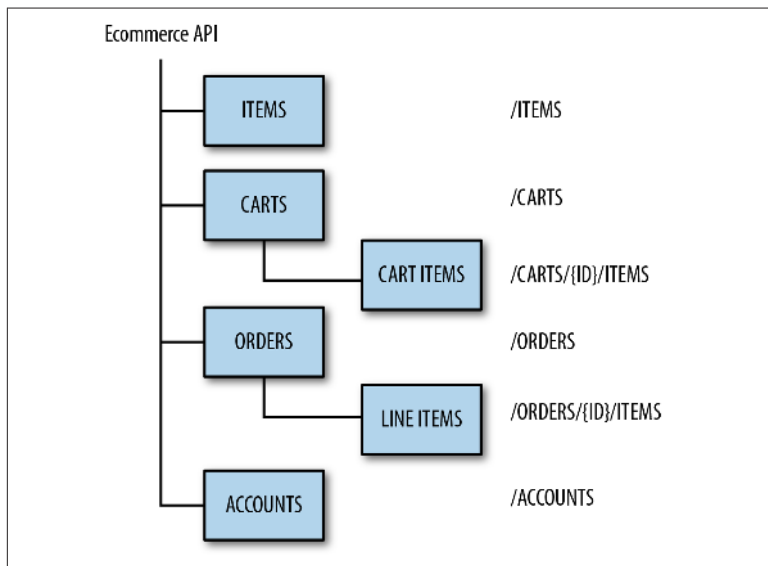 Ecommerce API
ITEMS /ITEMS
CARTS /CARTS
CART ITEMS /CARTS/{ID}/ITEMS
ORDERS /ORDERS
LINE ITEMS /ORDERS/{ID}/ITEMS
ACCOUNTS /ACCOUNTS